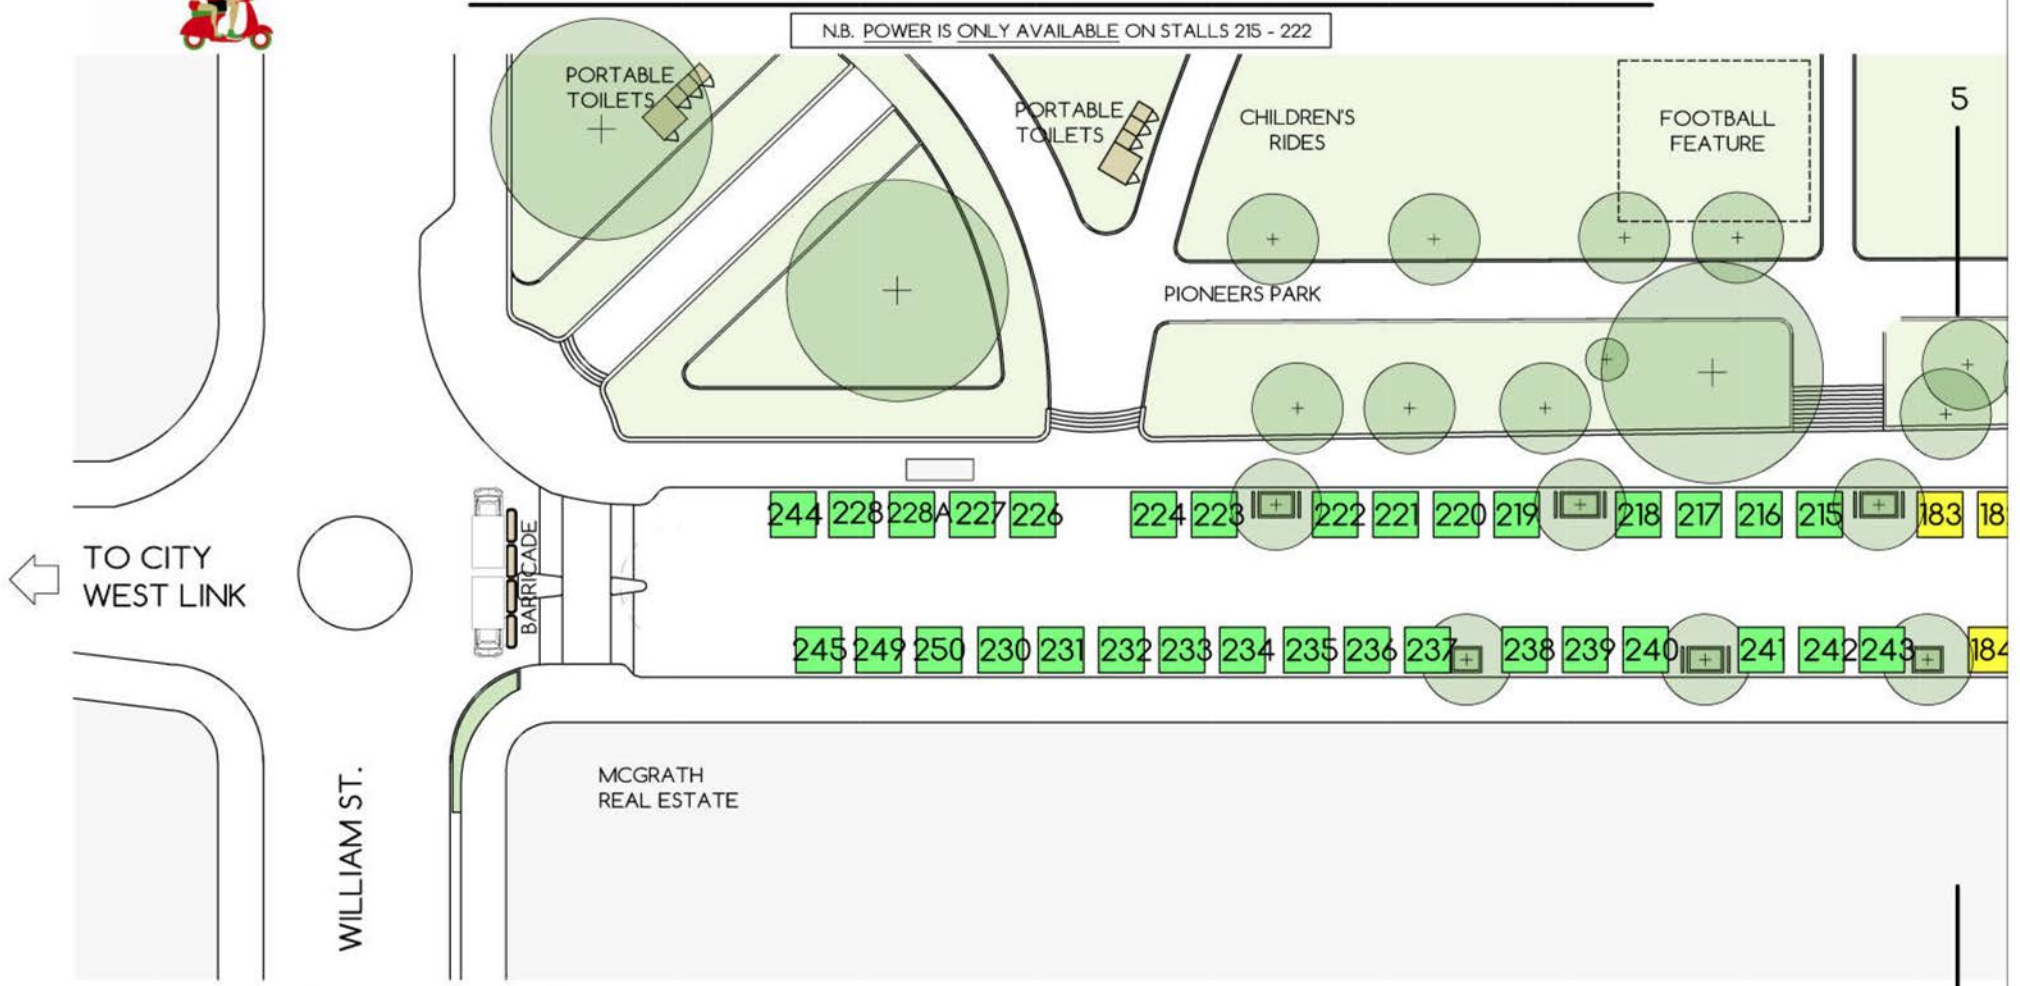 N.B. POWER IS ONLY AVAILABLE ON STALLS 215 - 222
PORTABLE
TOILETS
PORTABLE
TOILETS
CHILDREN'S
RIDES
FOOTBALL
FEATURE
5
PIONEERS PARK
244 228 228A 227 226 224 223 222 221 220 219 218 217 216 215 183
TO CITY
WEST LINK
BARRICADE
245 249 250 230 231 232 233 234 235 236 237 238 239 240 241 242 243 184
MCGRATH
REAL ESTATE
WILLIAM ST.